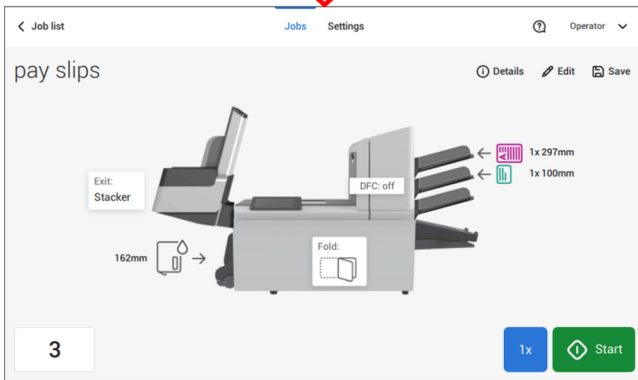 Job list
Jobs
Settings
Operator
pay slips
Details
Edit
Save
1x 297mm
1x 100mm
DFC: off
Exit:
Stacker
Fold:
162mm
3
1x
Start